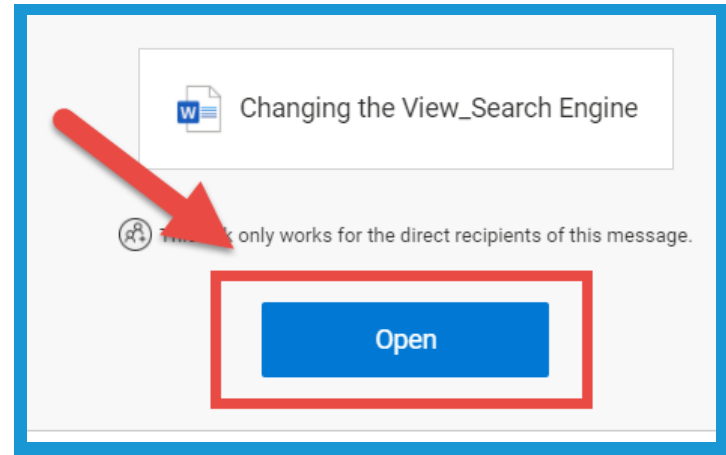 W
Changing the View_Search Engine
only works for the direct recipients of this message.
Open